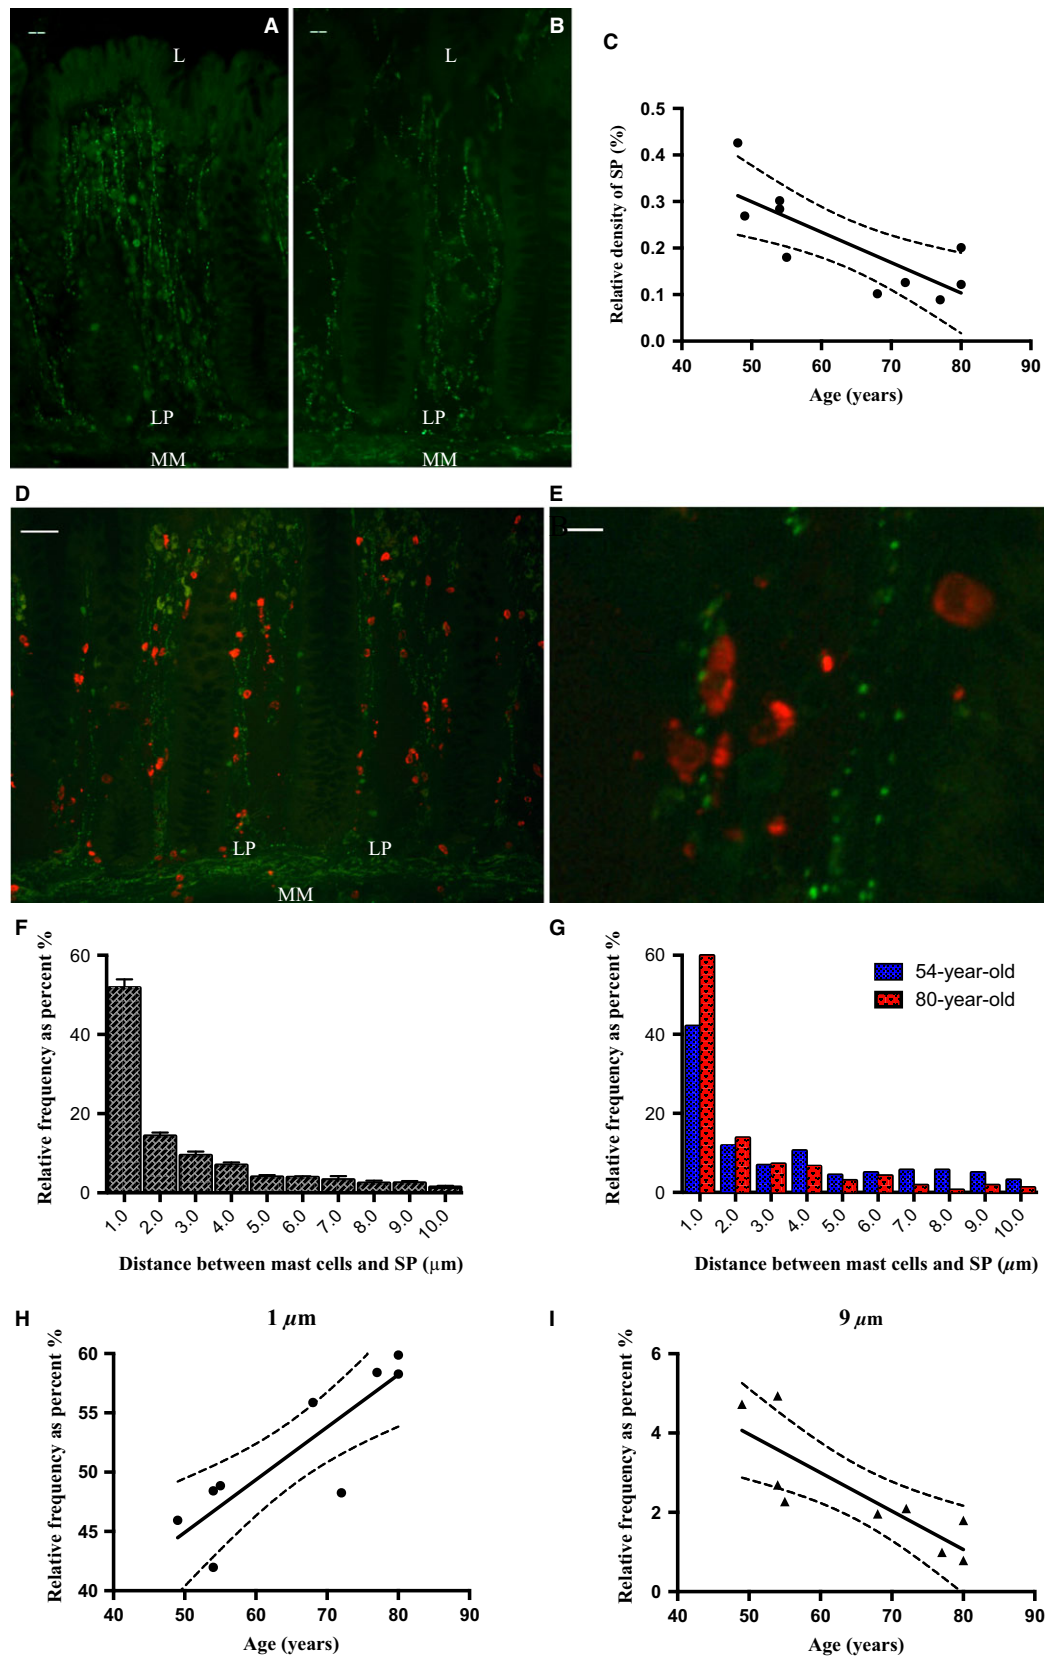 A
B
L
L
LP
LP
MM
MM
C
Relative density of SP (%)
0.5
0.4
0.3
0.2
0.1
0.0
40 50 60 70 80 90
Age (years)
D
E
LP
LP
MM
F
Relative frequency as percent %
60
40
20
0
1.0 2.0 3.0 4.0 5.0 6.0 7.0 8.0 9.0 10.0
Distance between mast cells and SP (μm)
G
Relative frequency as percent %
60
40
20
0
54-year-old
80-year-old
1.0 2.0 3.0 4.0 5.0 6.0 7.0 8.0 9.0 10.0
Distance between mast cells and SP (μm)
H
1 μm
Relative frequency as percent %
60
55
50
45
40
40 50 60 70 80 90
Age (years)
I
9 μm
Relative frequency as percent %
6
4
2
0
40 50 60 70 80 90
Age (years)